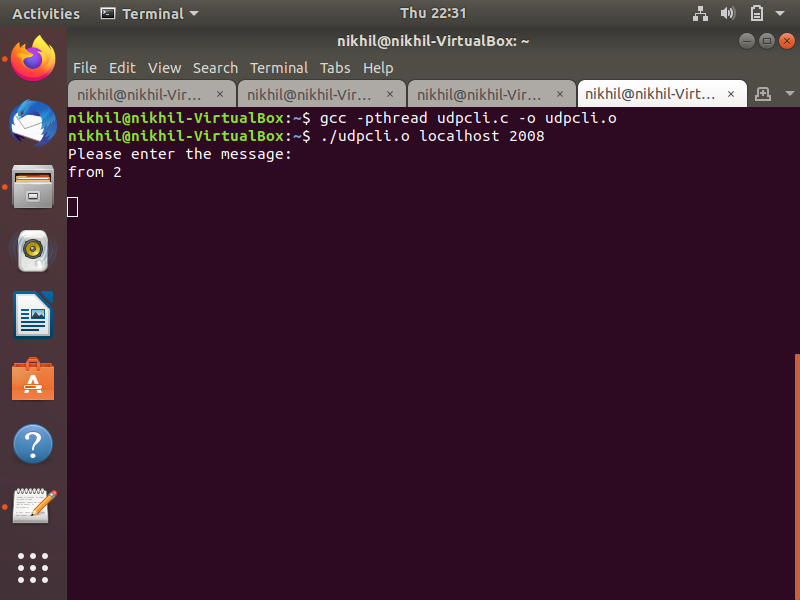 Activities Terminal Thu 22:31
nikhil@nikhil-VirtualBox: ~
File Edit View Search Terminal Tabs Help
nikhil@nikhil-Vir... × nikhil@nikhil-Vir... × nikhil@nikhil-Vir... × nikhil@nikhil-Virt... ×
nikhil@nikhil-VirtualBox:~$ gcc -pthread udpcli.c -o udpcli.o
nikhil@nikhil-VirtualBox:~$ ./udpcli.o localhost 2008
Please enter the message:
from 2